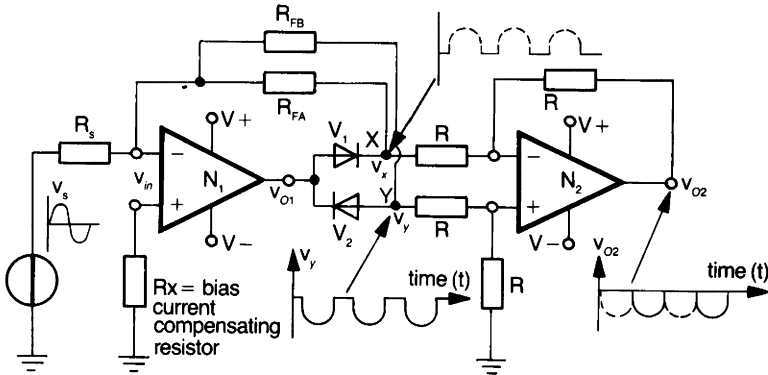 R_FB
R_FA
R
R_s
V+
V_1
X
R
V+
v_in
−
N_1
v_x
−
N_2
v_s
+
v_O1
Y
+
v_O2
V_2
v_y
R
V−
V−
v_y
time (t)
v_O2
time (t)
Rx = bias
current
compensating
resistor
R